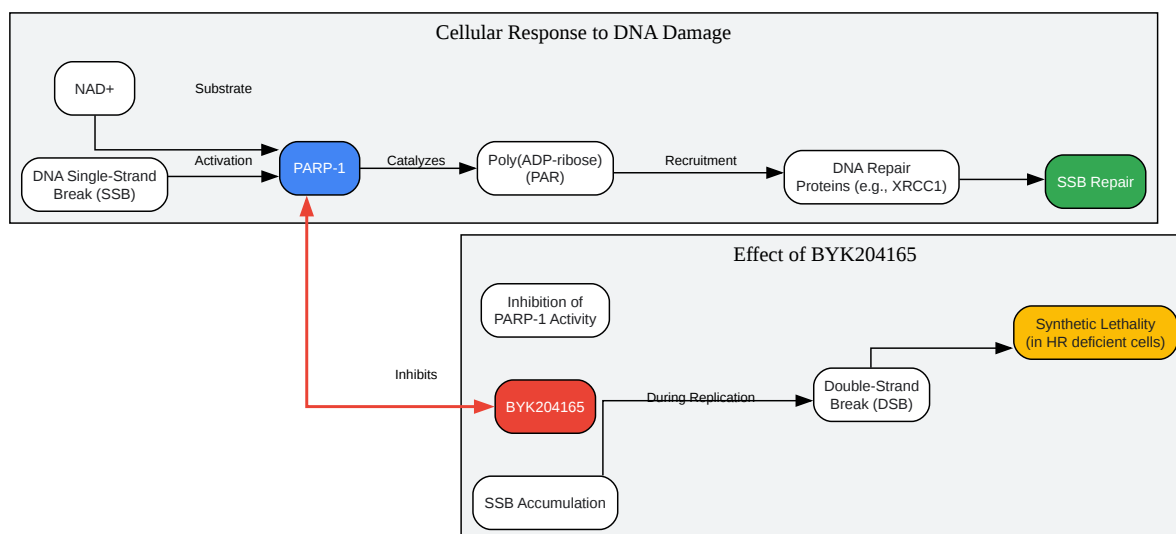 Cellular Response to DNA Damage
NAD+
Substrate
DNA Single-Strand
Break (SSB)
Activation
PARP-1
Catalyzes
Poly(ADP-ribose)
(PAR)
Recruitment
DNA Repair
Proteins (e.g., XRCC1)
SSB Repair
Effect of BYK204165
Inhibition of
PARP-1 Activity
Inhibits
BYK204165
SSB Accumulation
During Replication
Double-Strand
Break (DSB)
Synthetic Lethality
(in HR deficient cells)